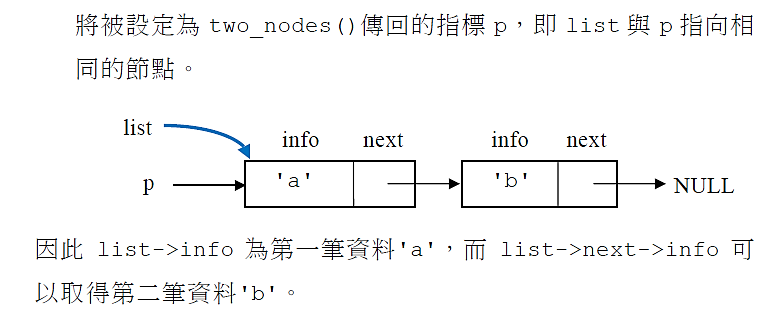 將被設定為 two_nodes()傳回的指標 p，即 list 與 p 指向相
同的節點。
list
info next info next
p 'a' 'b' NULL
因此 list->info 為第一筆資料'a'，而 list->next->info 可
以取得第二筆資料'b'。